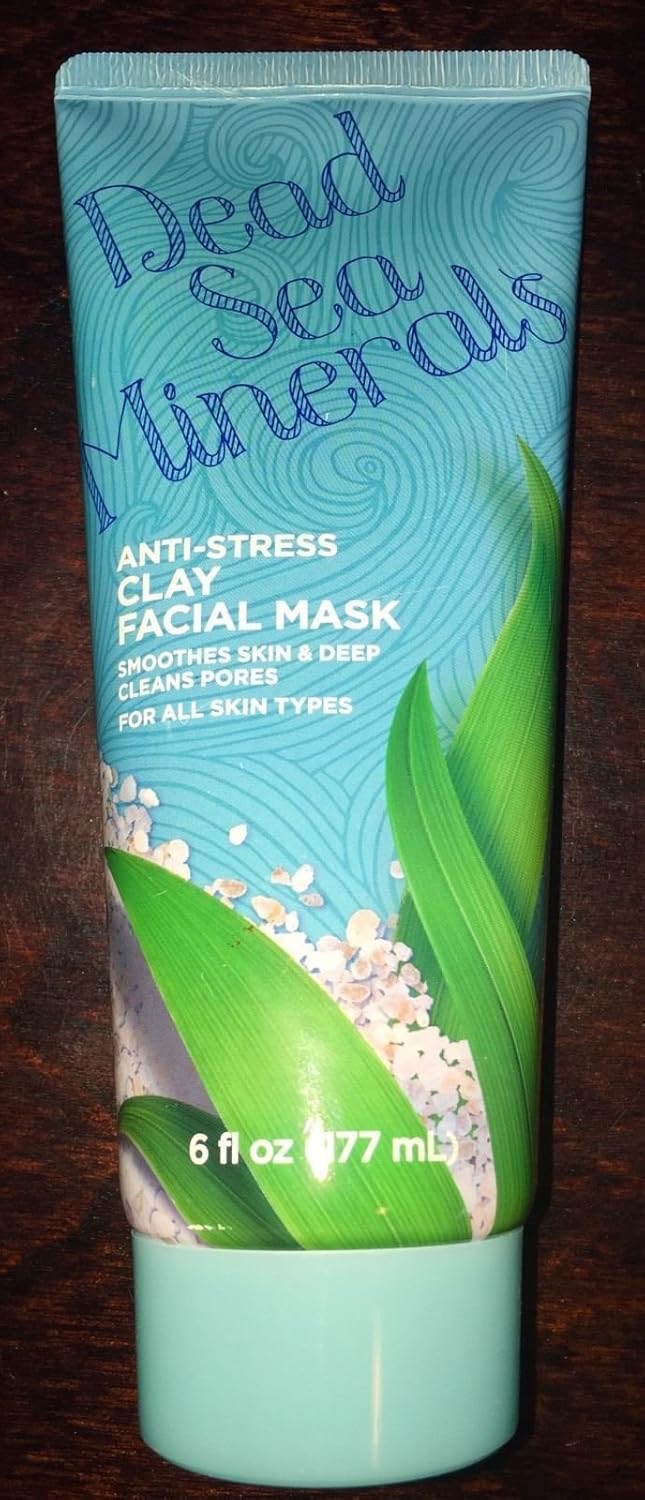 Dead
Sea
Minerals
ANTI-STRESS
CLAY
FACIAL MASK
SMOOTHES SKIN & DEEP
CLEANS PORES
FOR ALL SKIN TYPES
6 fl oz (177 mL)